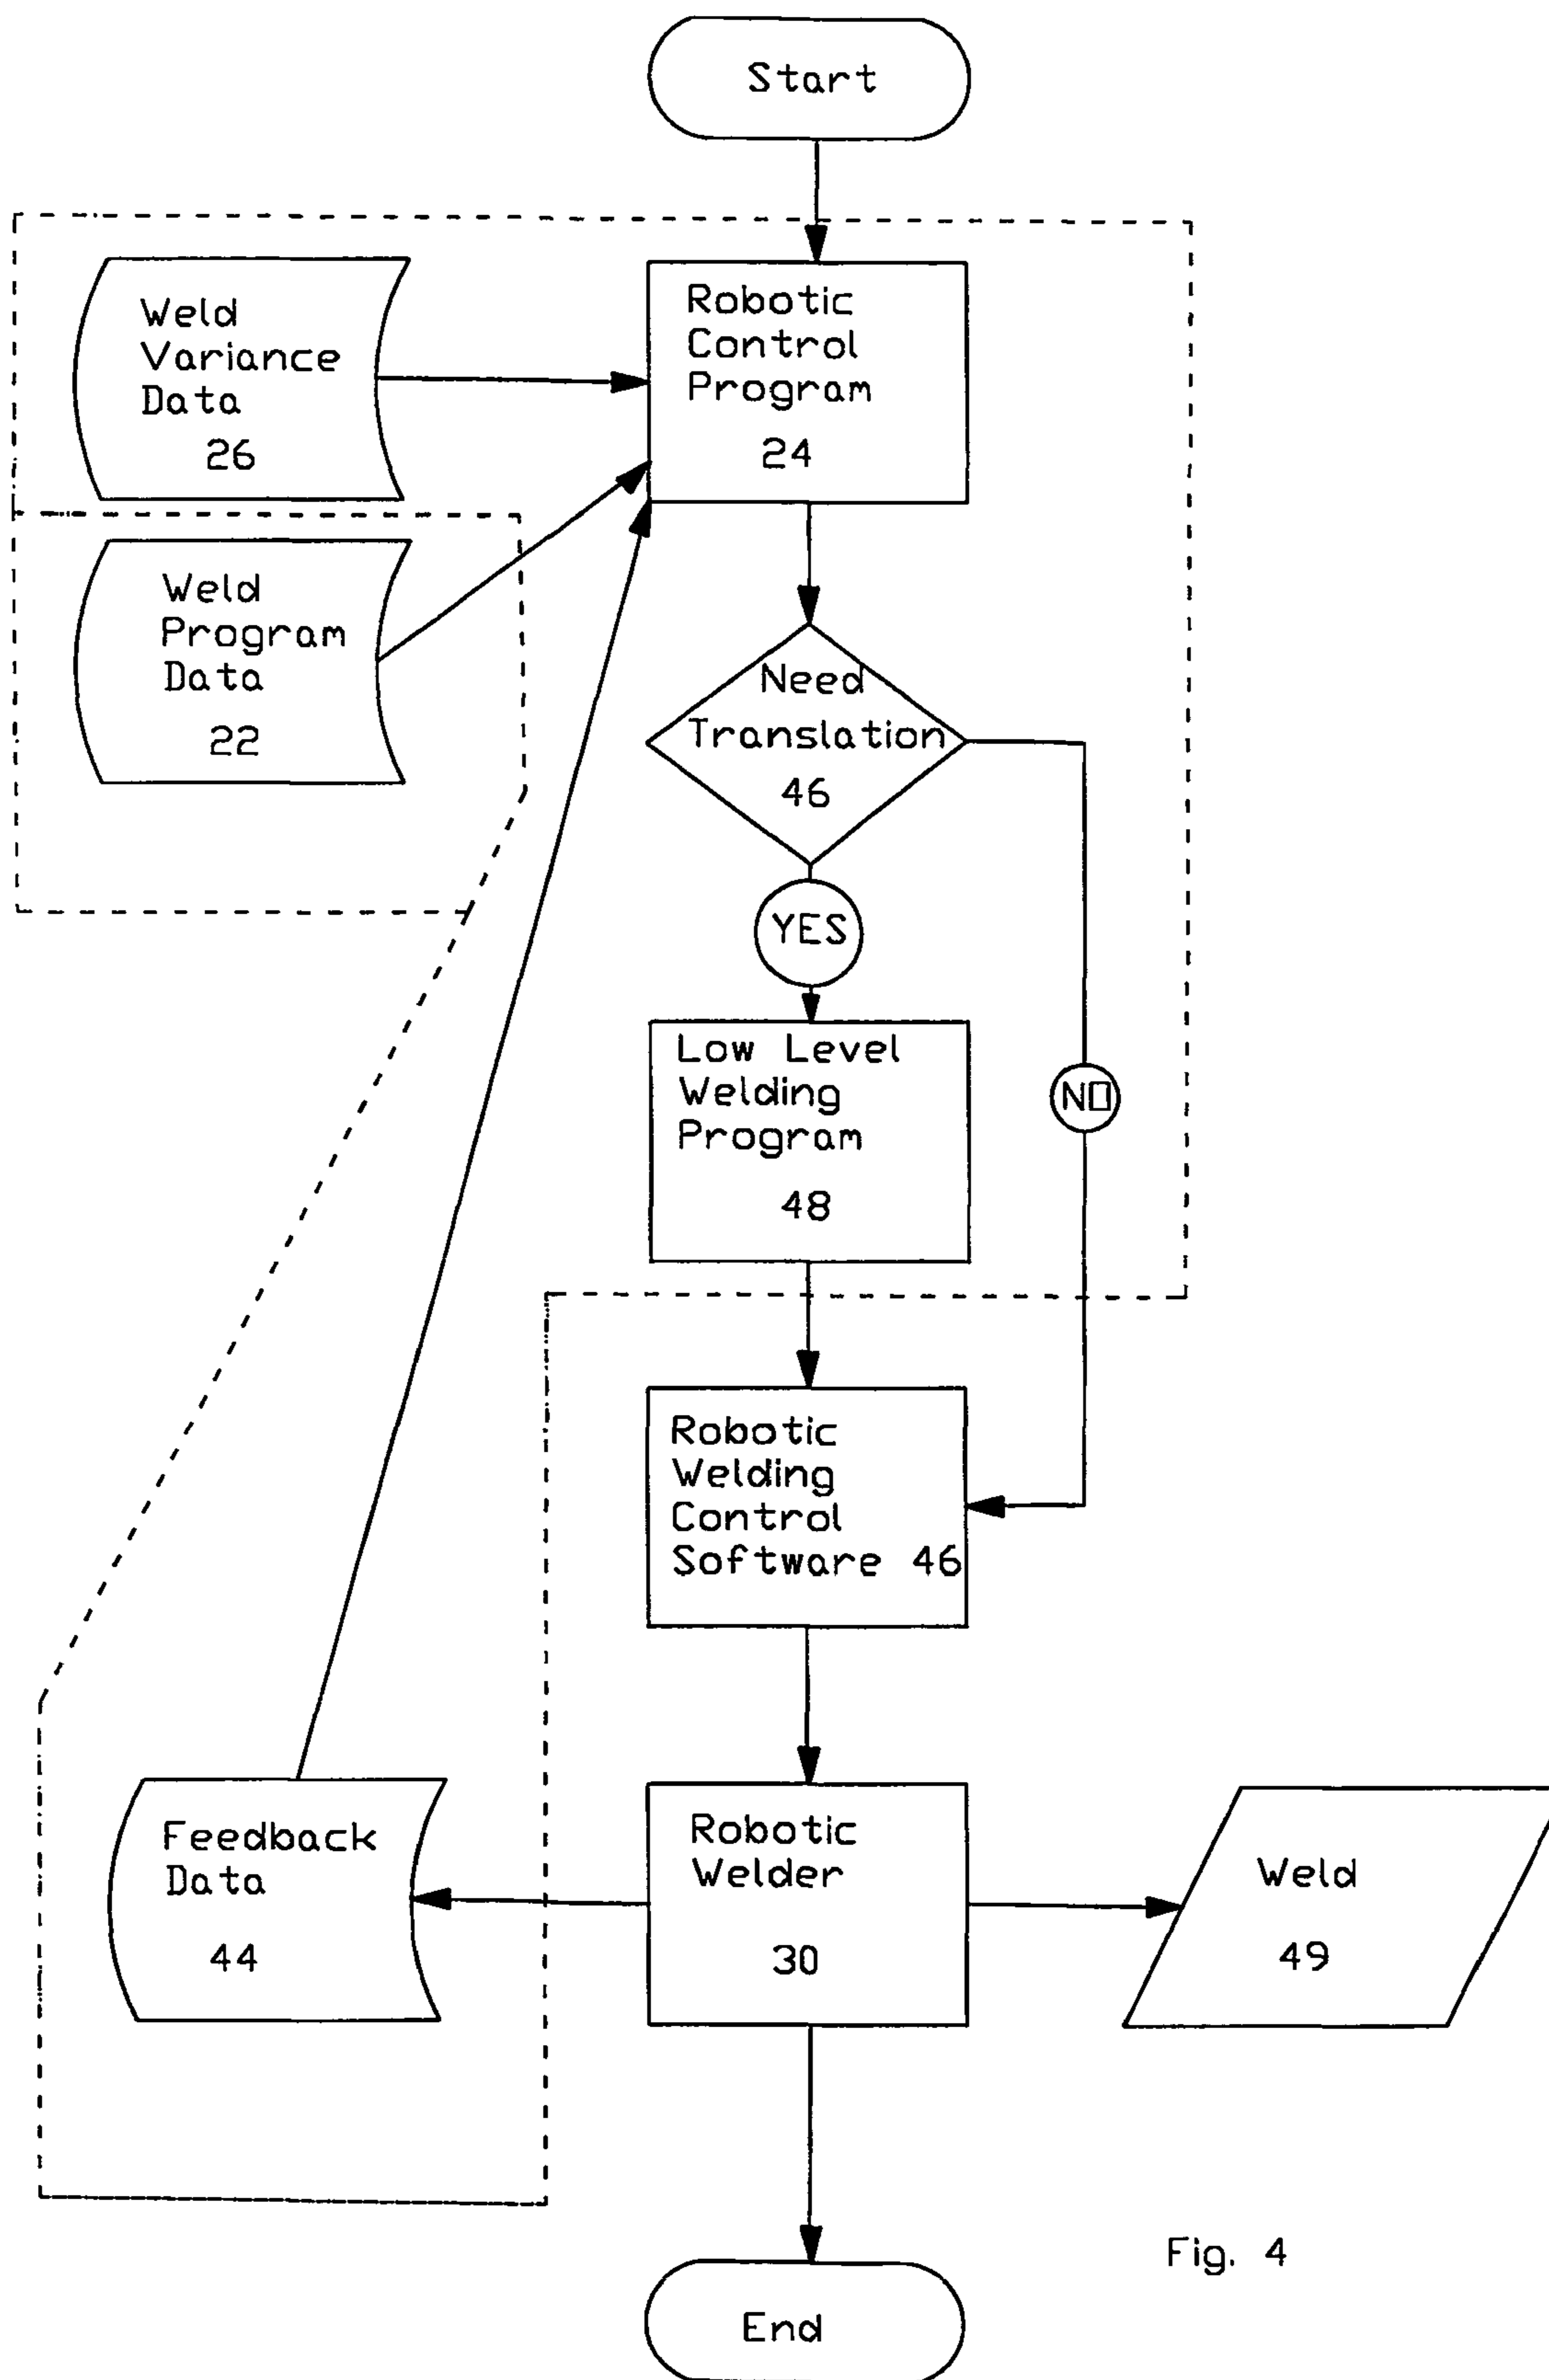 Start
Weld
Variance
Data
26
Robotic
Control
Program
24
Weld
Program
Data
22
Need
Translation
46
YES
Low Level
Welding
Program
48
NO
Robotic
Welding
Control
Software 46
Feedback
Data
44
Robotic
Welder
30
Weld
49
Fig. 4
End